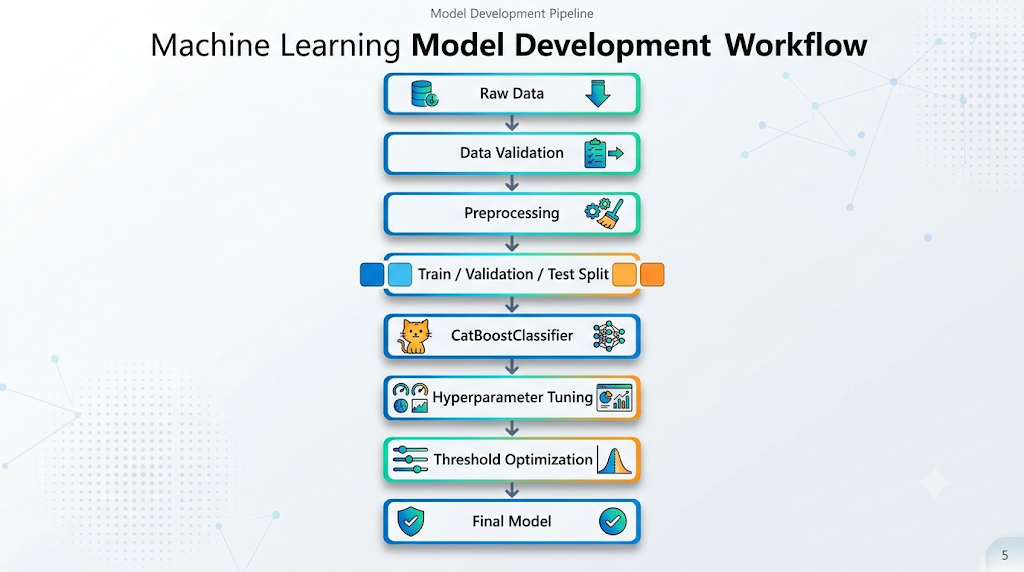 Model Development Pipeline
Machine Learning Model Development Workflow
Raw Data
Data Validation
Preprocessing
Train / Validation / Test Split
CatBoostClassifier
Hyperparameter Tuning
Threshold Optimization
Final Model
5